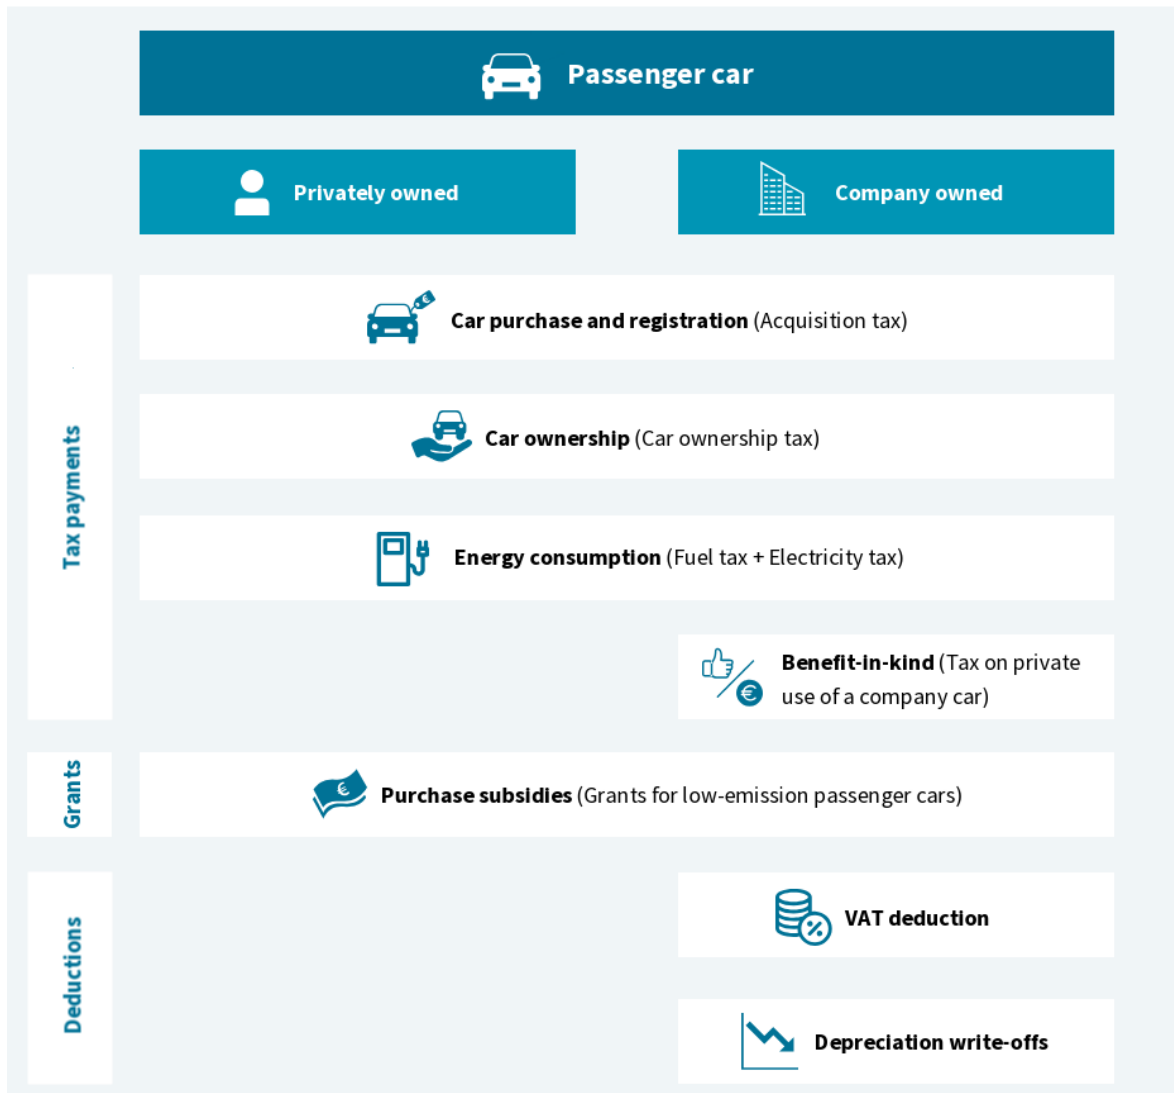 Passenger car
Privately owned
Company owned
Tax payments
Car purchase and registration (Acquisition tax)
Car ownership (Car ownership tax)
Energy consumption (Fuel tax + Electricity tax)
Benefit-in-kind (Tax on private
use of a company car)
Grants
Purchase subsidies (Grants for low-emission passenger cars)
Deductions
VAT deduction
Depreciation write-offs